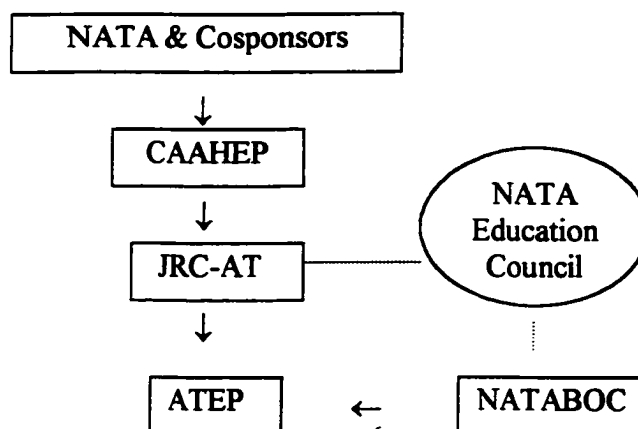 NATA & Cosponsors
CAAHEP
NATA
Education
Council
JRC-AT
ATEP
NATABOC